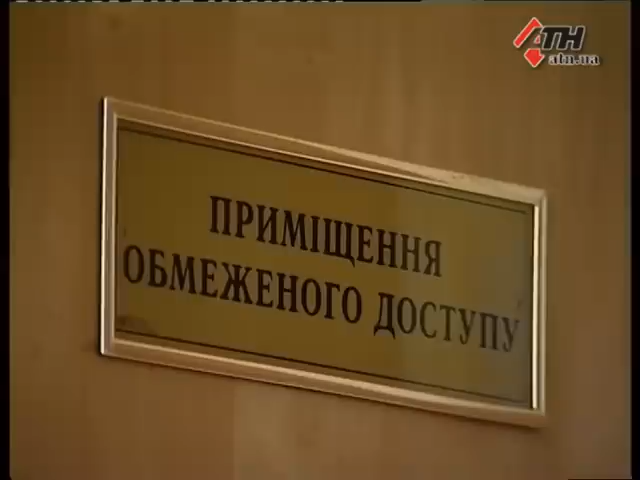 АТН
atn.ua
ПРИМІЩЕННЯ
ОБМЕЖЕНОГО ДОСТУПУ